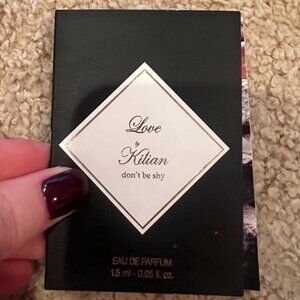 Love
by
Kilian
don't be shy
EAU DE PARFUM
1.5 ml - 0.05 fl. oz.